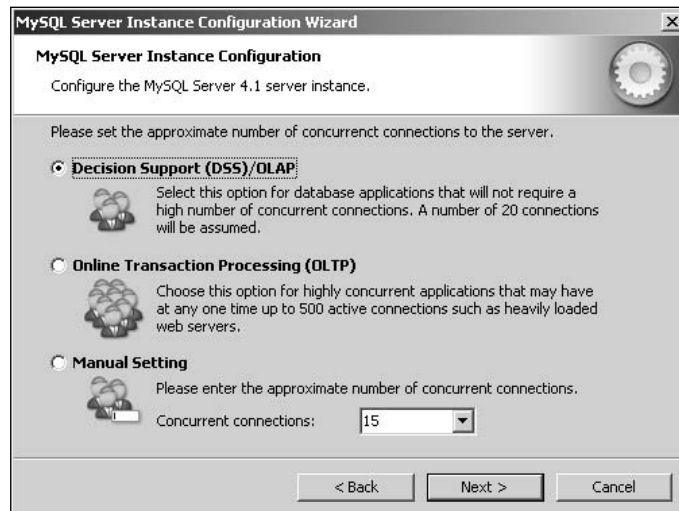 MySQL Server Instance Configuration Wizard
MySQL Server Instance Configuration
Configure the MySQL Server 4.1 server instance.
Please set the approximate number of concurrenct connections to the server.
Decision Support (DSS)/OLAP
Select this option for database applications that will not require a
high number of concurrent connections. A number of 20 connections
will be assumed.
Online Transaction Processing (OLTP)
Choose this option for highly concurrent applications that may have
at any one time up to 500 active connections such as heavily loaded
web servers.
Manual Setting
Please enter the approximate number of concurrent connections.
Concurrent connections: 15
< Back Next > Cancel